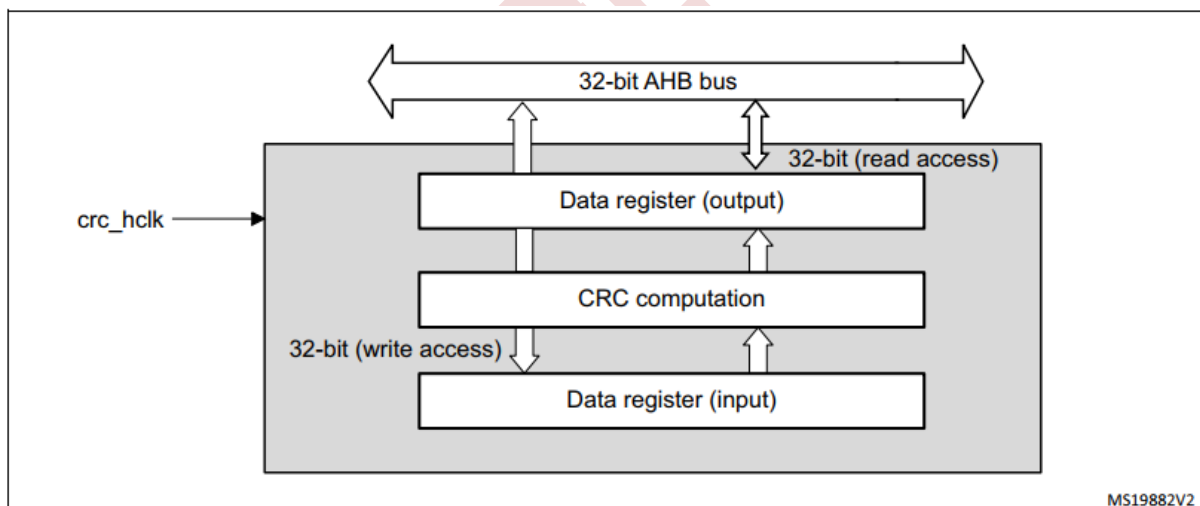 32-bit AHB bus
32-bit (read access)
Data register (output)
crc_hclk
CRC computation
32-bit (write access)
Data register (input)
MS19882V2